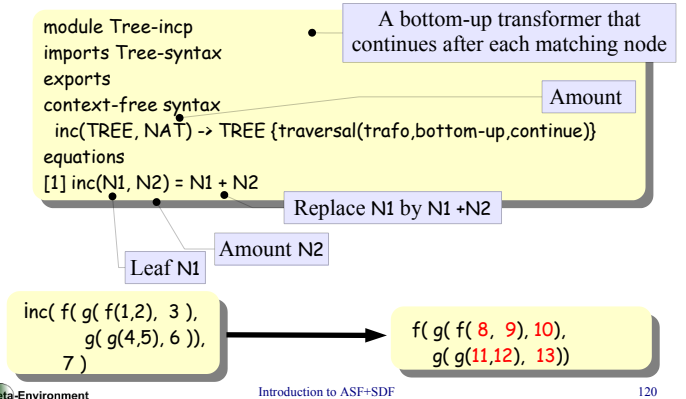 module Tree-incp
A bottom-up transformer that
continues after each matching node
imports Tree-syntax
exports
context-free syntax
Amount
inc(TREE, NAT) -> TREE {traversal(trafo,bottom-up,continue)}
equations
[1] inc(N1, N2) = N1 + N2
Replace N1 by N1 +N2
Amount N2
Leaf N1
inc( f( g( f(1,2), 3 ),
g( g(4,5), 6 )),
7 )
f( g( f( 8, 9), 10),
g( g(11,12), 13))
eta-Environment
Introduction to ASF+SDF
120